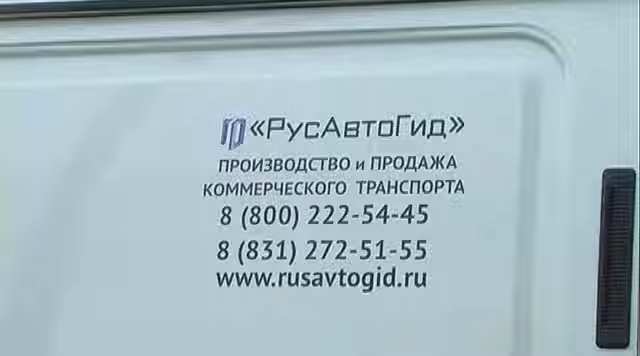 «РусАвтоГид»
ПРОИЗВОДСТВО и ПРОДАЖА
КОММЕРЧЕСКОГО ТРАНСПОРТА
8 (800) 222-54-45
8 (831) 272-51-55
www.rusavtogid.ru